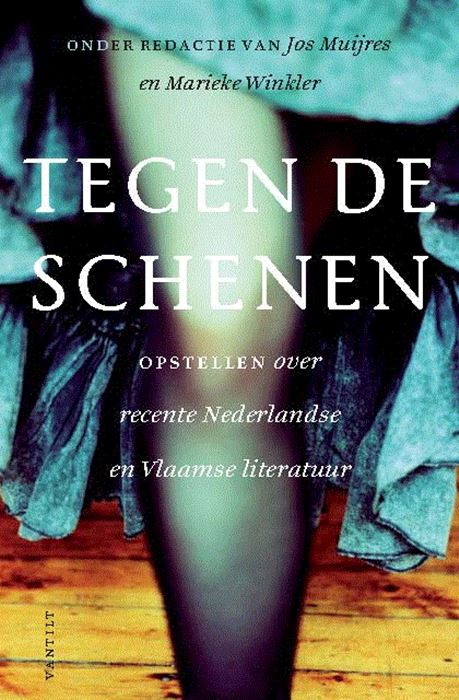 ONDER REDACTIE VAN Jos Muijres
en Marieke Winkler
TEGEN DE
SCHENEN
OPSTELLEN over
recente Nederlandse
en Vlaamse literatuur
VANTILT